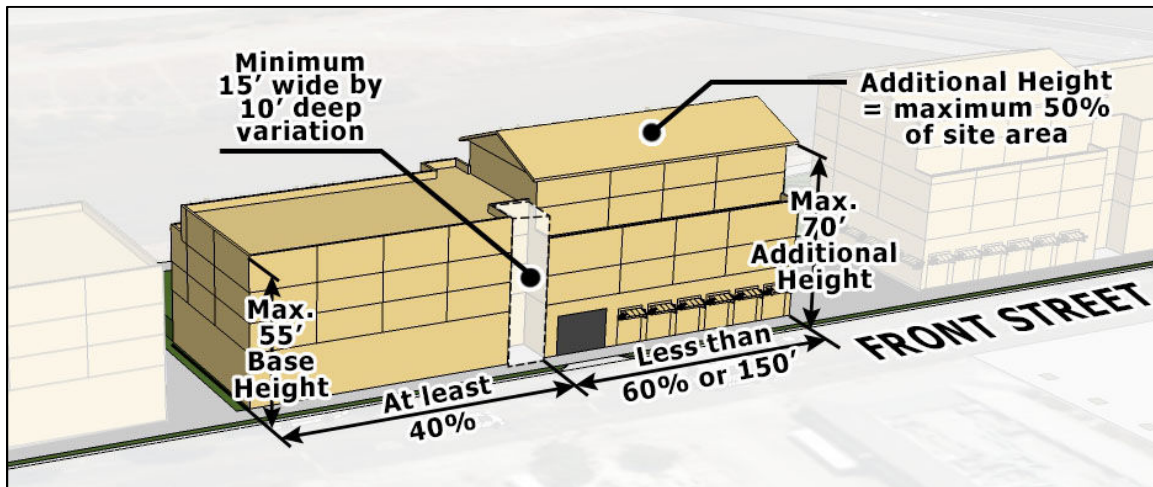 Minimum
15' wide by
10' deep
variation
Additional Height
= maximum 50%
of site area
Max.
70'
Additional
Height
Max.
55'
Base
Height
At least
40%
Less than
60% or 150'
FRONT STREET